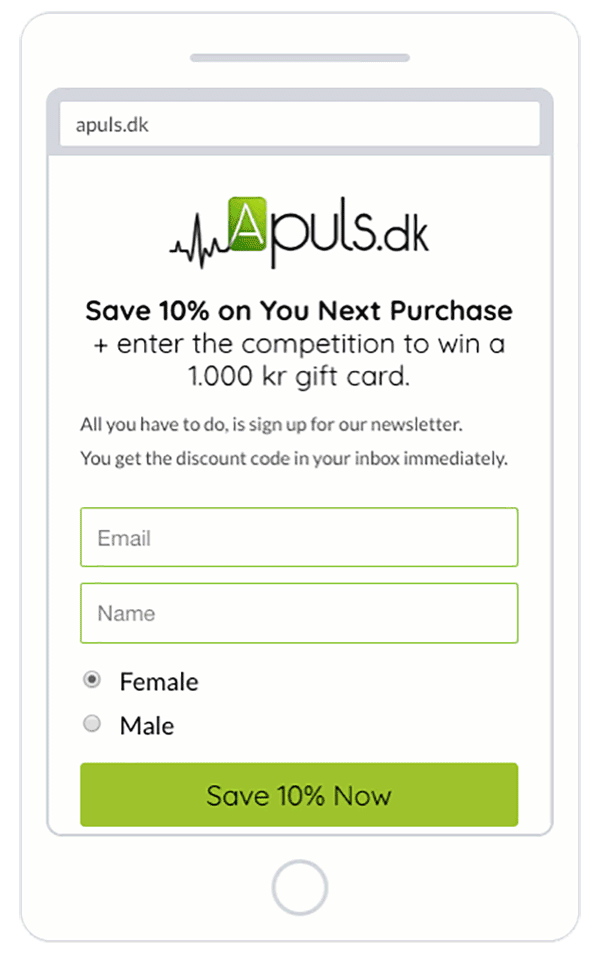 apuls.dk
Apuls.dk
Save 10% on You Next Purchase
+ enter the competition to win a
1.000 kr gift card.
All you have to do, is sign up for our newsletter.
You get the discount code in your inbox immediately.
Email
Name
Female
Male
Save 10% Now